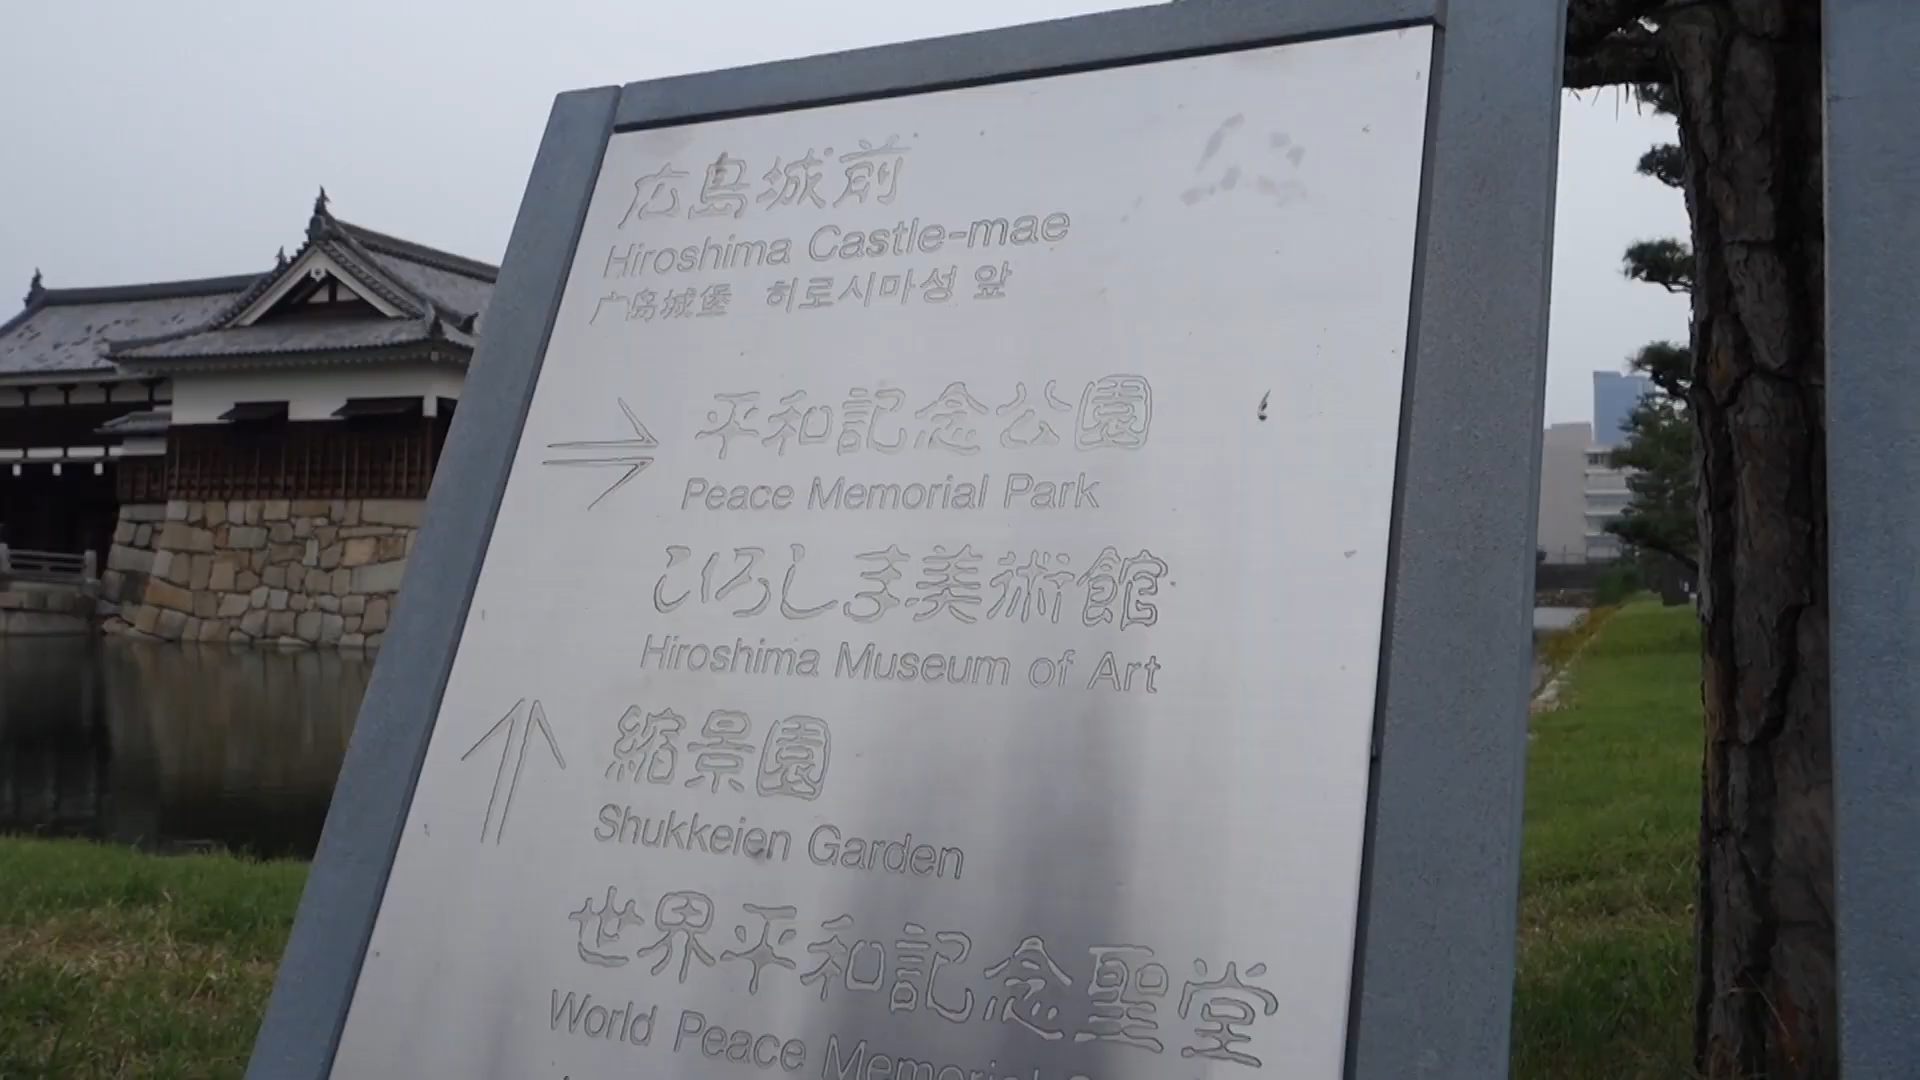 広島城前
Hiroshima Castle-mae
广岛城堡 히로시마성 앞
平和記念公園
Peace Memorial Park
ひろしま美術館
Hiroshima Museum of Art
縮景園
Shukkeien Garden
世界平和記念聖堂
World Peace Memorial